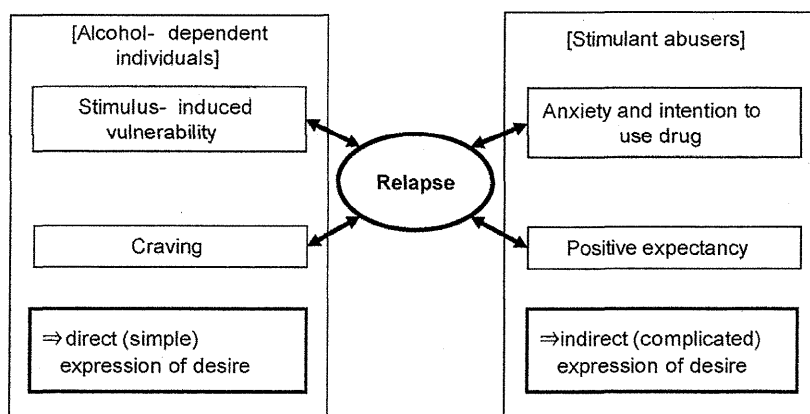 [Alcohol- dependent
individuals]
Stimulus- induced
vulnerability
Craving
⇒direct (simple)
expression of desire
Relapse
[Stimulant abusers]
Anxiety and intention to
use drug
Positive expectancy
⇒indirect (complicated)
expression of desire